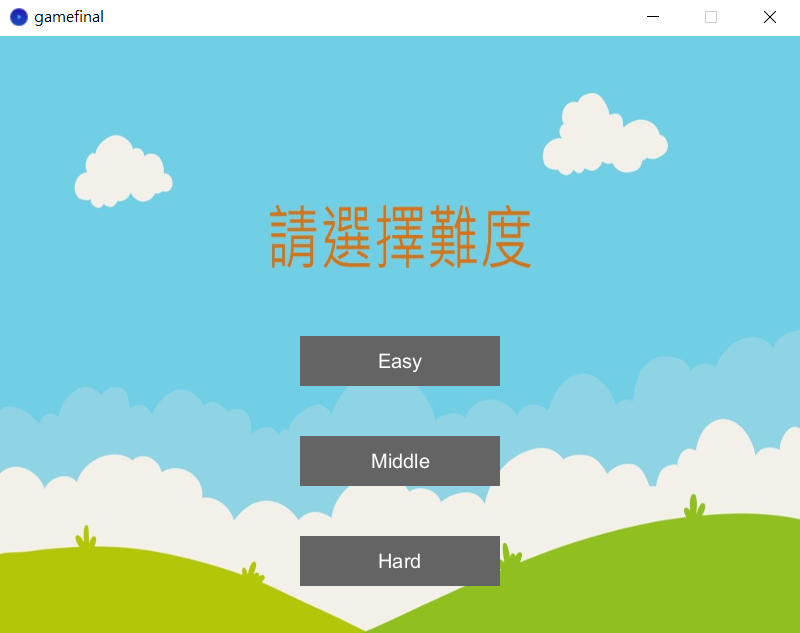 gamefinal
請選擇難度
Easy
Middle
Hard